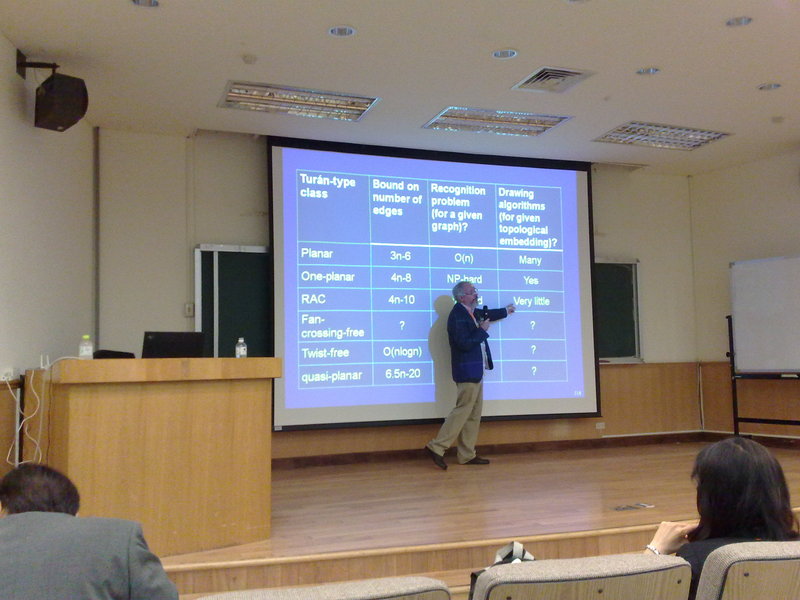 Turán-type class
Bound on number of edges
Recognition problem (for a given graph)?
Drawing algorithms (for given topological embedding)?
Planar 3n-6 O(n) Many
One-planar 4n-8 NP-hard Yes
RAC 4n-10 Very little
Fan-crossing-free ? ?
Twist-free O(nlogn) ?
quasi-planar 6.5n-20 ?